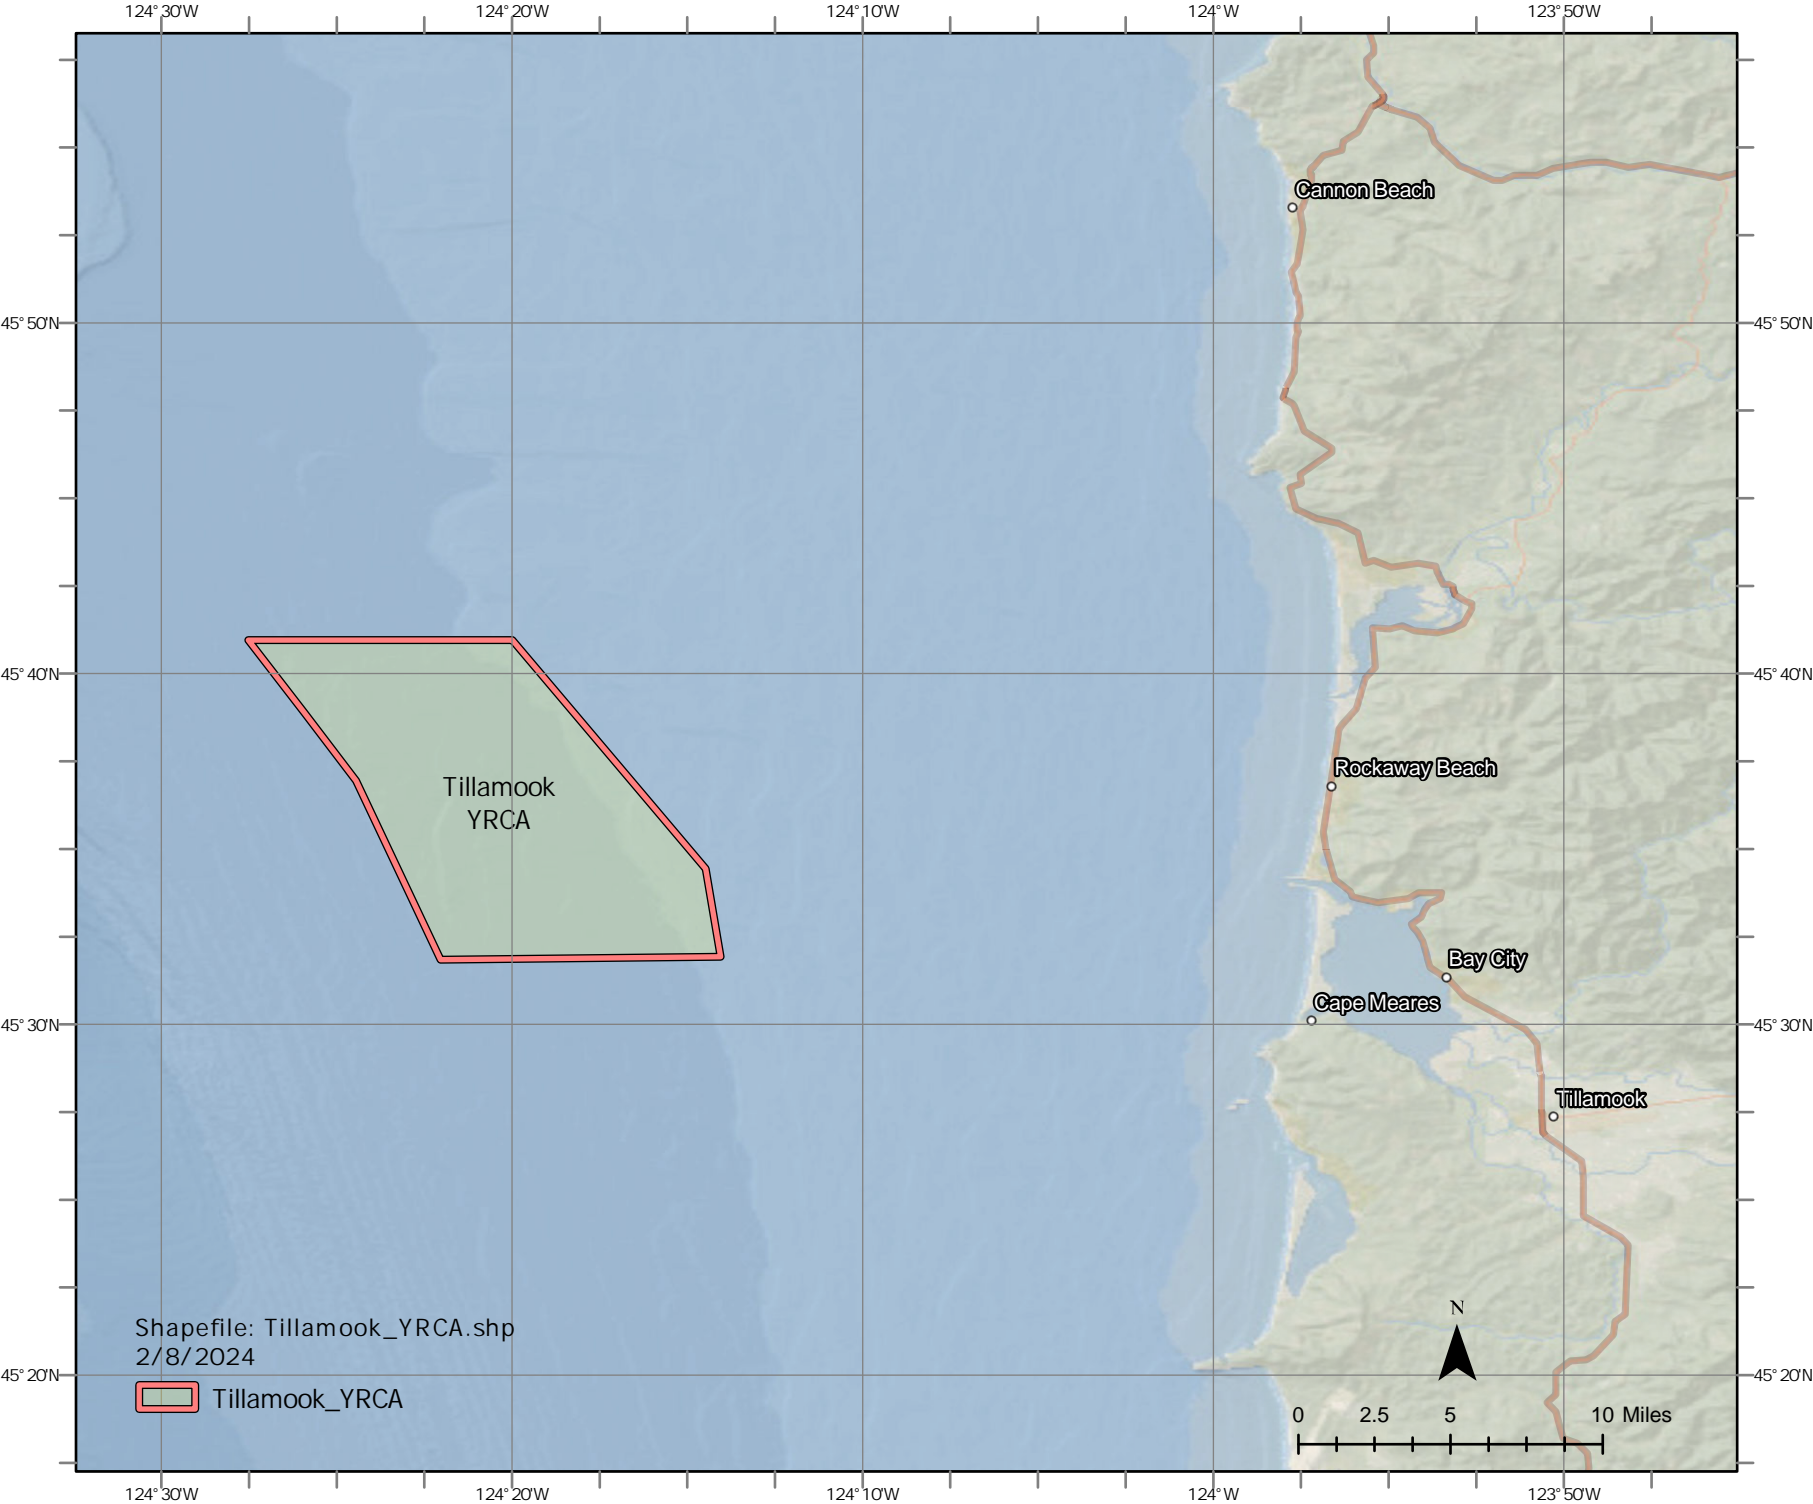 124°30'W 124°20'W 124°10'W 124°W 123°50'W
Cannon Beach
45°50'N 45°50'N
45°40'N 45°40'N
Rockaway Beach
Tillamook
YRCA
Bay City
Cape Meares
45°30'N 45°30'N
Tillamook
N
Shapefile: Tillamook_YRCA.shp
2/8/2024
45°20'N 45°20'N
Tillamook_YRCA
0 2.5 5 10 Miles
124°30'W 124°20'W 124°10'W 124°W 123°50'W